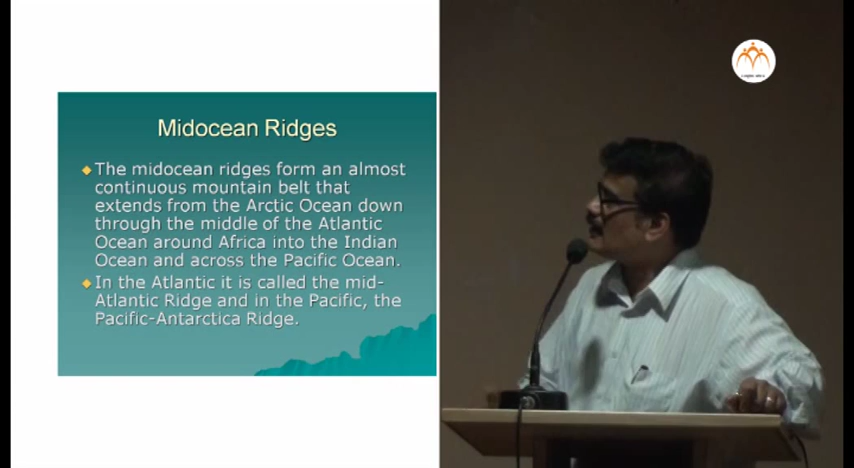 Midocean Ridges
The midocean ridges form an almost
continuous mountain belt that
extends from the Arctic Ocean down
through the middle of the Atlantic
Ocean around Africa into the Indian
Ocean and across the Pacific Ocean.
In the Atlantic it is called the mid-
Atlantic Ridge and in the Pacific, the
Pacific-Antarctica Ridge.